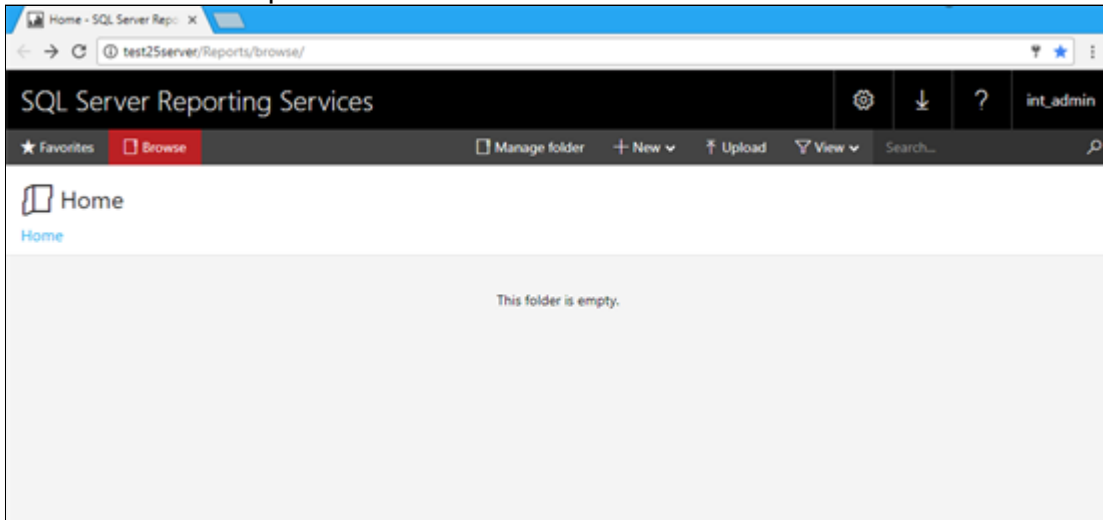 Home - SQL Server Repo
test25server/Reports/browse/
SQL Server Reporting Services
int_admin
Favorites Browse Manage folder New View Upload Search...
Home
Home
This folder is empty.